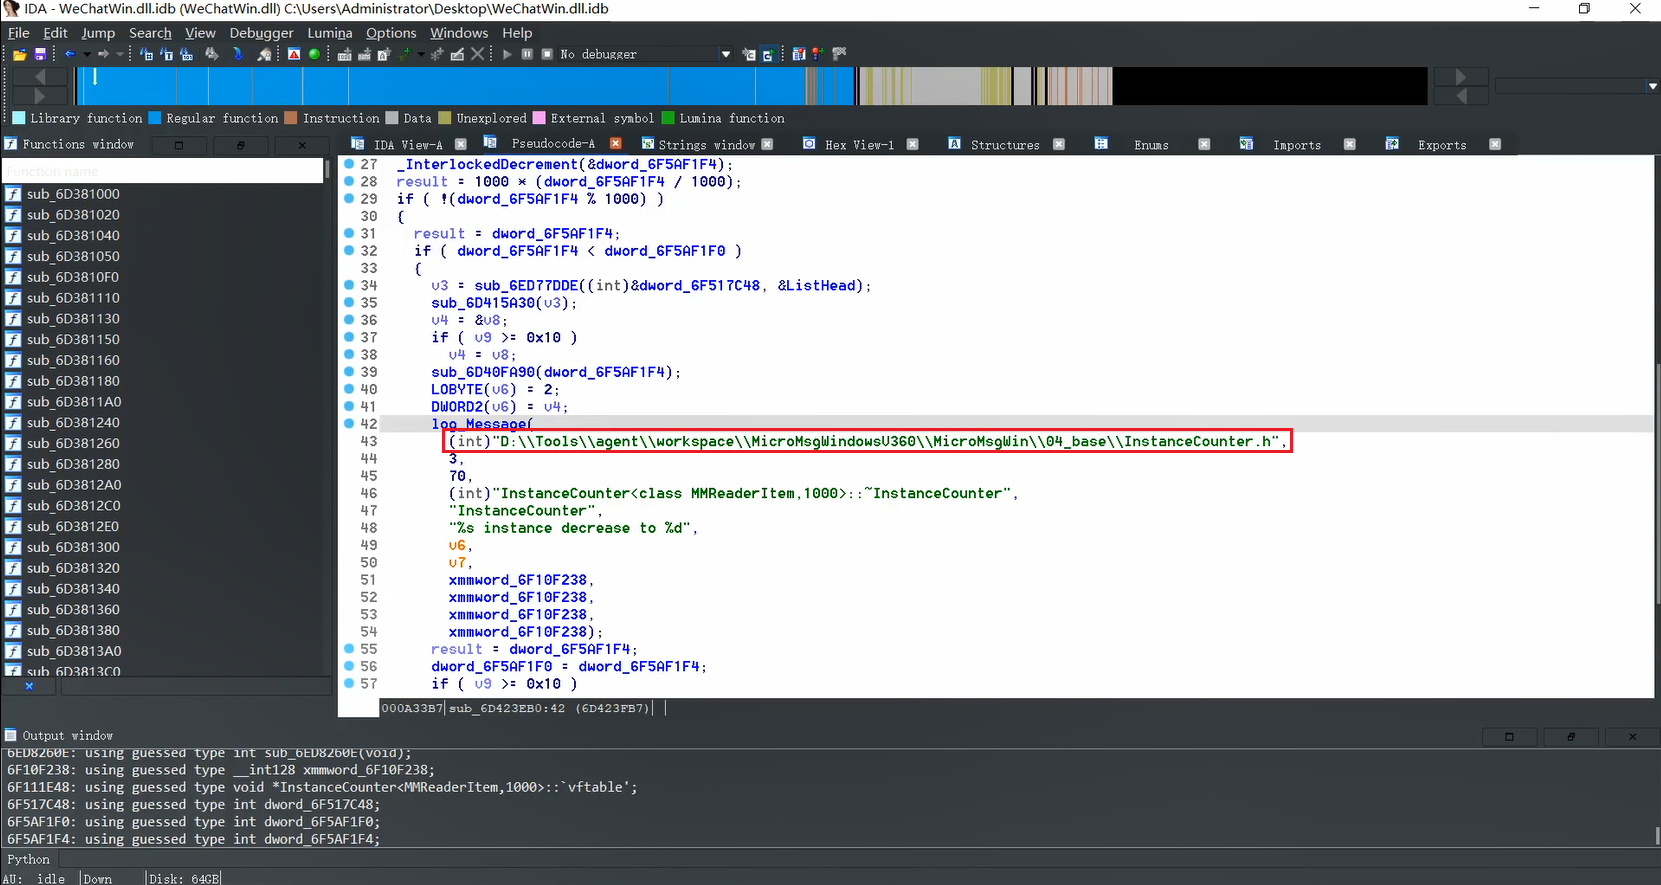 IDA - WeChatWin.dll.idb (WeChatWin.dll) C:\Users\Administrator\Desktop\WeChatWin.dll.idb
File Edit Jump Search View Debugger Lumina Options Windows Help
No debugger
Library function Regular function Instruction Data Unexplored External symbol Lumina function
Functions window
IDA View-A Pseudocode-A Strings window Hex View-1 Structures Enums Imports Exports
Function name
sub_6D381000
sub_6D381020
sub_6D381040
sub_6D381050
sub_6D3810F0
sub_6D381110
sub_6D381130
sub_6D381150
sub_6D381160
sub_6D381180
sub_6D3811A0
sub_6D381240
sub_6D381260
sub_6D381280
sub_6D3812A0
sub_6D3812C0
sub_6D3812E0
sub_6D381300
sub_6D381320
sub_6D381340
sub_6D381360
sub_6D381380
sub_6D3813A0
sub_6D3813C0
27 _InterlockedDecrement(&dword_6F5AF1F4);
28 result = 1000 * (dword_6F5AF1F4 / 1000);
29 if ( !(dword_6F5AF1F4 % 1000) )
30 {
31 result = dword_6F5AF1F4;
32 if ( dword_6F5AF1F4 < dword_6F5AF1F0 )
33 {
34 v3 = sub_6ED77DDE((int)&dword_6F517C48, &ListHead);
35 sub_6D415A30(v3);
36 v4 = &v8;
37 if ( v9 >= 0x10 )
38 v4 = v8;
39 sub_6D40FA90(dword_6F5AF1F4);
40 LOBYTE(v6) = 2;
41 DWORD2(v6) = v4;
42 log_Message(
43 (int)"D:\\Tools\\agent\\workspace\\MicroMsgWindowsV360\\MicroMsgWin\\04_base\\InstanceCounter.h",
44 3,
45 70,
46 (int)"InstanceCounter<class MMReaderItem,1000>::~InstanceCounter",
47 "InstanceCounter",
48 "%s instance decrease to %d",
49 v6,
50 v7,
51 xmmword_6F10F238,
52 xmmword_6F10F238,
53 xmmword_6F10F238,
54 xmmword_6F10F238);
55 result = dword_6F5AF1F4;
56 dword_6F5AF1F0 = dword_6F5AF1F4;
57 if ( v9 >= 0x10 )
000A33B7 sub_6D423EB0:42 (6D423FB7)
Output window
6ED8260E: using guessed type int sub_6ED8260E(void);
6F10F238: using guessed type __int128 xmmword_6F10F238;
6F111E48: using guessed type void *InstanceCounter<MMReaderItem,1000>::`vftable';
6F517C48: using guessed type int dword_6F517C48;
6F5AF1F0: using guessed type int dword_6F5AF1F0;
6F5AF1F4: using guessed type int dword_6F5AF1F4;
Python
AU: idle Down Disk: 64GB